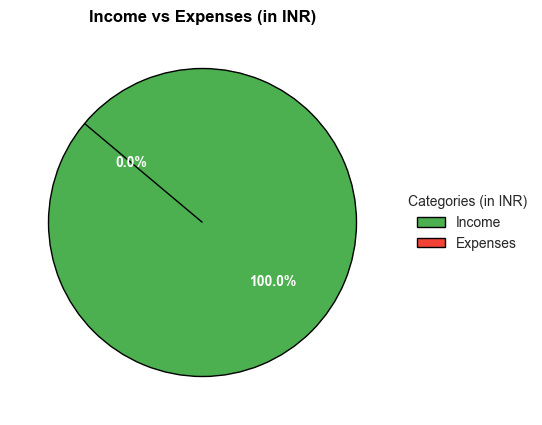 Income vs Expenses (in INR)
0.0%
100.0%
Categories (in INR)
Income
Expenses